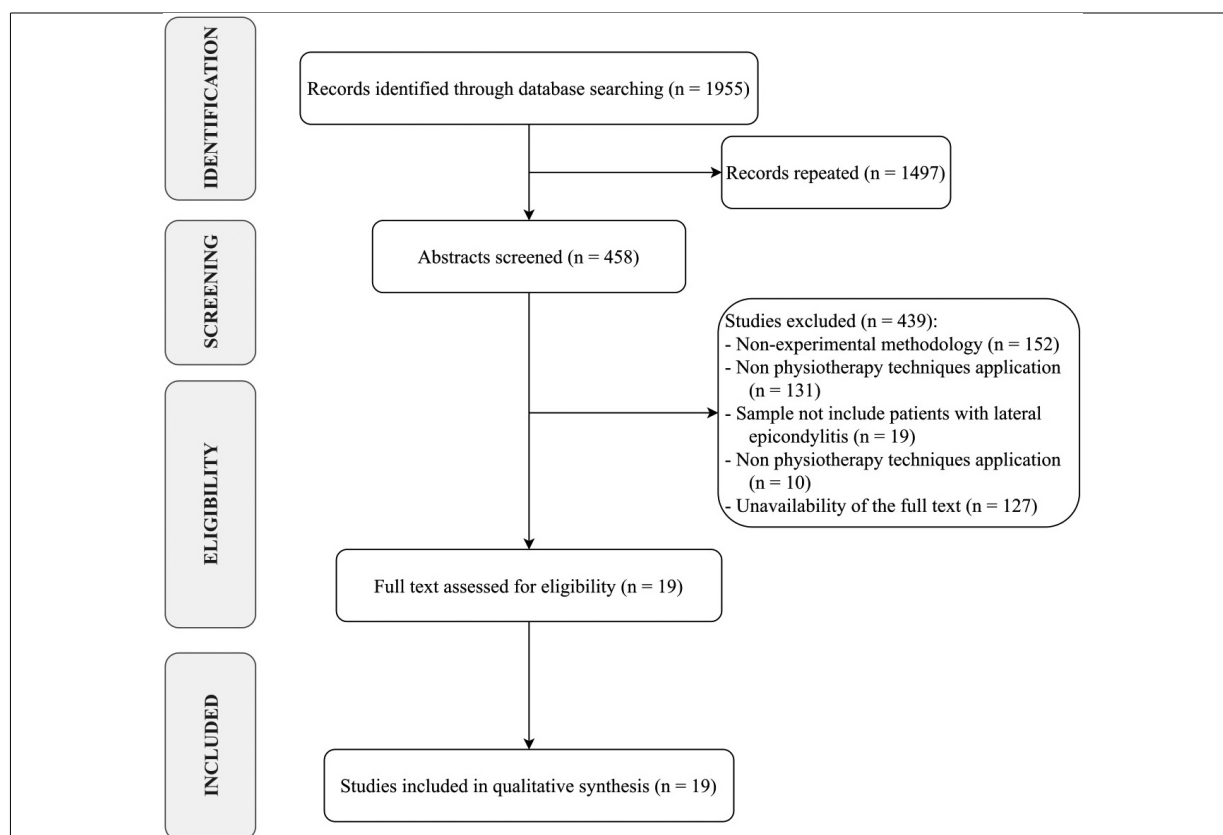 IDENTIFICATION
Records identified through database searching (n = 1955)
Records repeated (n = 1497)
SCREENING
Abstracts screened (n = 458)
Studies excluded (n = 439):
- Non-experimental methodology (n = 152)
- Non physiotherapy techniques application
(n = 131)
- Sample not include patients with lateral
epicondylitis (n = 19)
- Non physiotherapy techniques application
(n = 10)
- Unavailability of the full text (n = 127)
ELIGIBILITY
Full text assessed for eligibility (n = 19)
INCLUDED
Studies included in qualitative synthesis (n = 19)